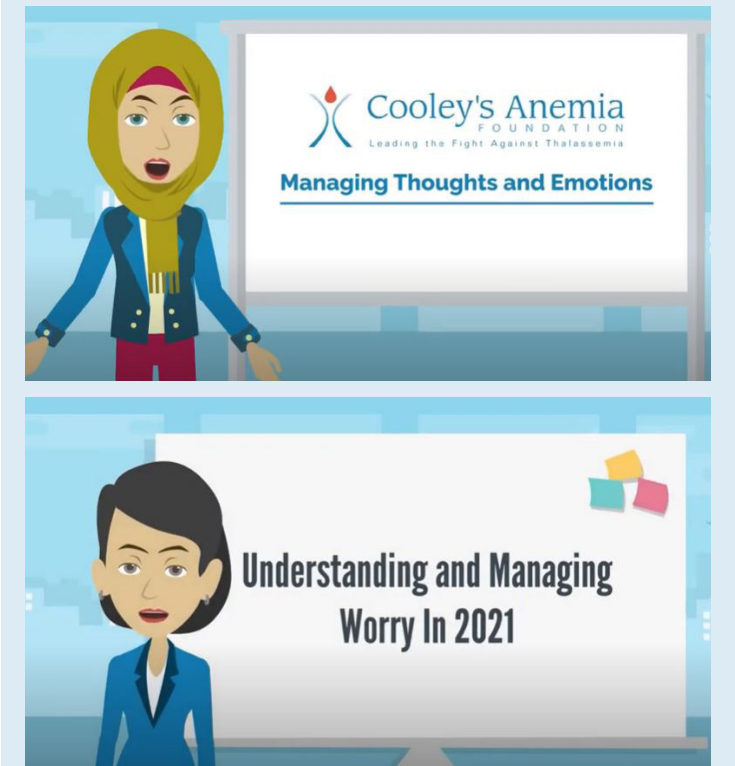 Cooley's Anemia
FOUNDATION
Leading the Fight Against Thalassemia
Managing Thoughts and Emotions
Understanding and Managing
Worry In 2021